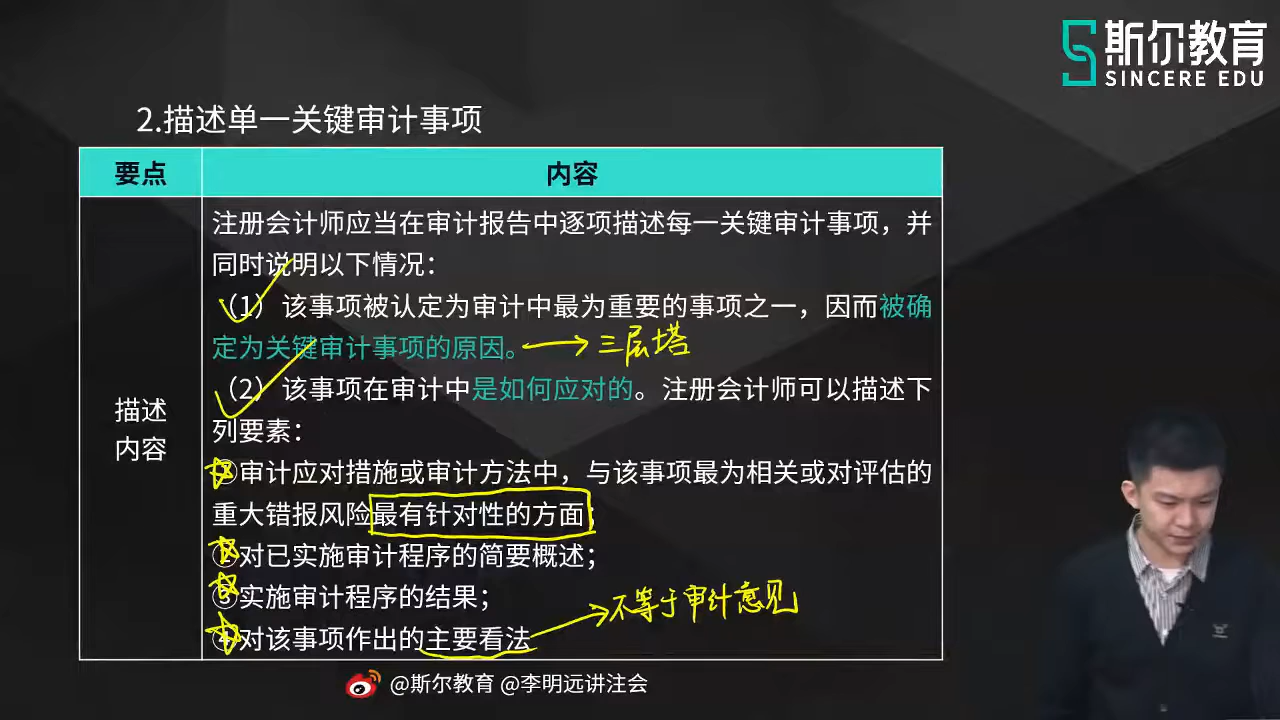 斯尔教育
SINCERE EDU
2.描述单一关键审计事项
要点
内容
描述
内容
注册会计师应当在审计报告中逐项描述每一关键审计事项，并
同时说明以下情况：
（1）该事项被认定为审计中最为重要的事项之一，因而被确
定为关键审计事项的原因。
三层塔
（2）该事项在审计中是如何应对的。注册会计师可以描述下
列要素：
①审计应对措施或审计方法中，与该事项最为相关或对评估的
重大错报风险最有针对性的方面；
②对已实施审计程序的简要概述；
③实施审计程序的结果；
不等于审计意见
④对该事项作出的主要看法
@斯尔教育 @李明远讲注会